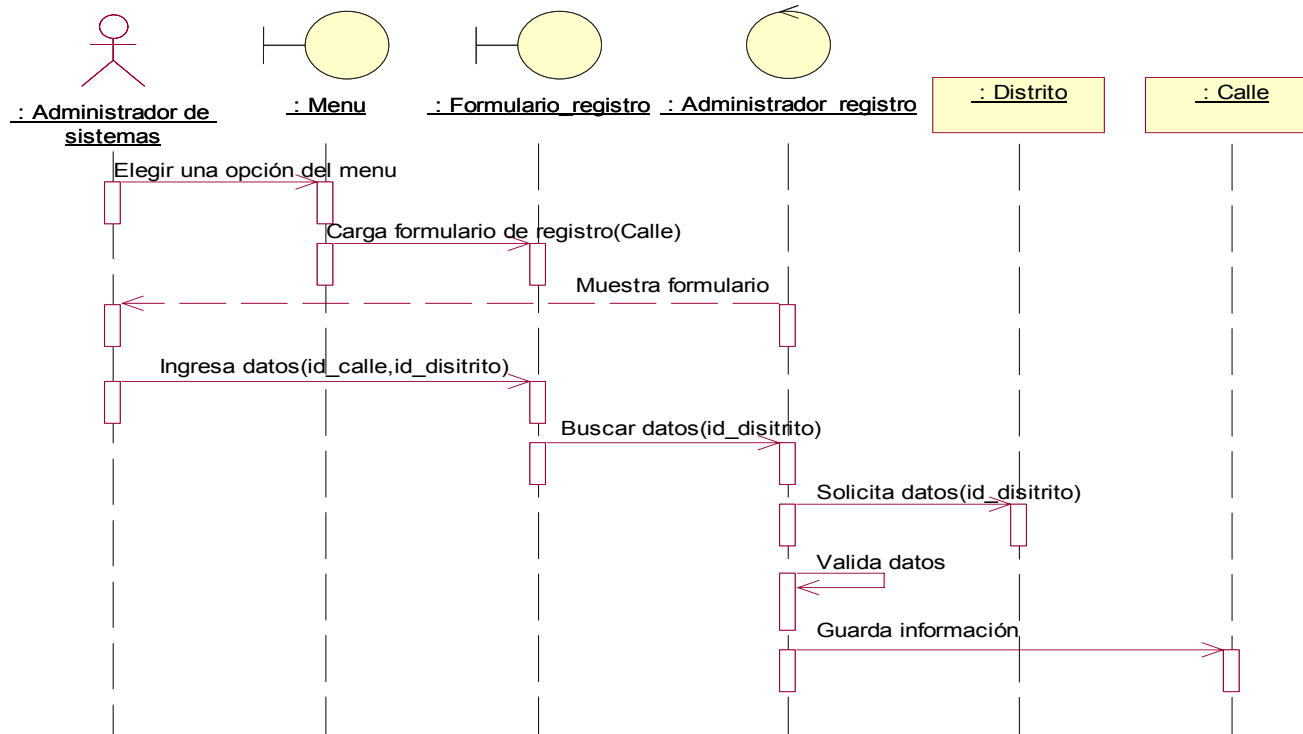 : Administrador de
sistemas
: Menu
: Formulario_registro
: Administrador_registro
: Distrito
: Calle
Elegir una opción del menu
Carga formulario de registro(Calle)
Muestra formulario
Ingresa datos(id_calle,id_disitrito)
Buscar datos(id_disitrito)
Solicita datos(id_disitrito)
Valida datos
Guarda información